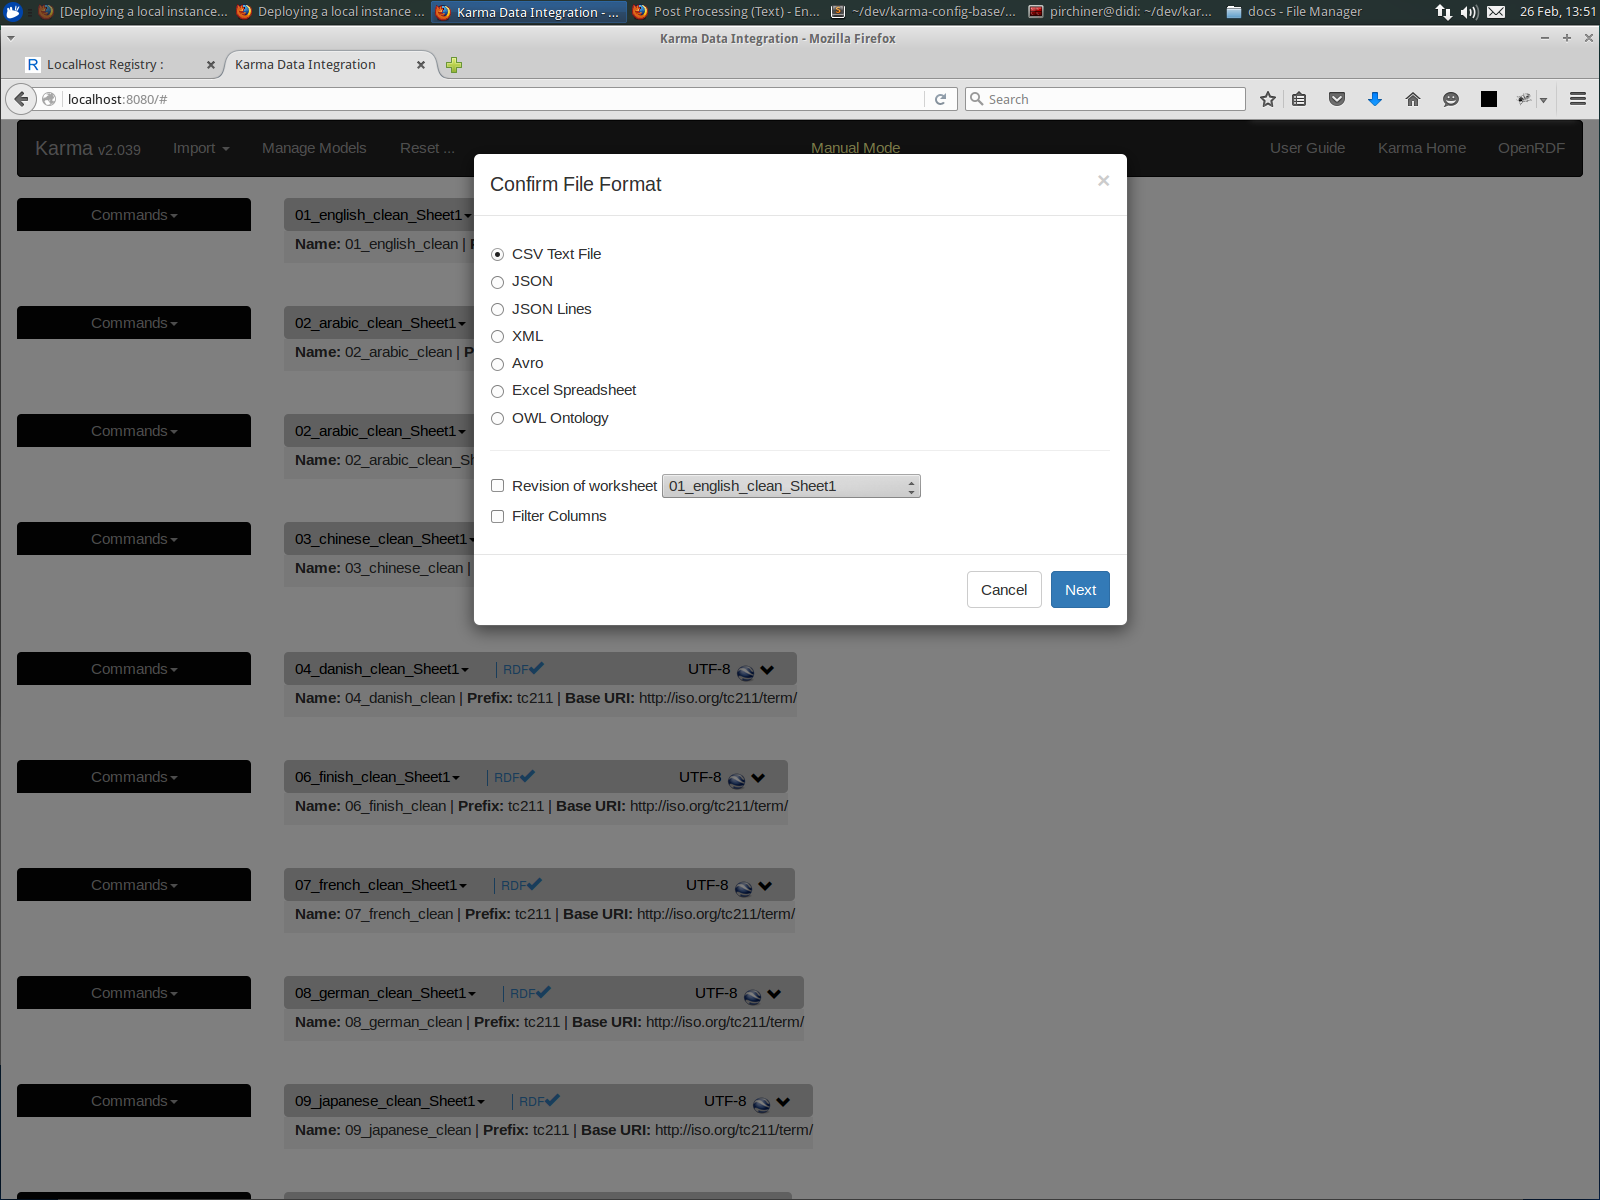 [Deploying a local instance... Deploying a local instance ... Karma Data Integration - ... Post Processing (Text) - En... ~/dev/karma-config-base/... pirchiner@didi: ~/dev/kar... docs - File Manager 26 Feb, 13:51
Karma Data Integration - Mozilla Firefox
LocalHost Registry : Karma Data Integration
localhost:8080/# Search
Karma v2.039 Import Manage Models Reset ... Manual Mode User Guide Karma Home OpenRDF
Confirm File Format ×
CSV Text File
JSON
JSON Lines
XML
Avro
Excel Spreadsheet
OWL Ontology
Revision of worksheet 01_english_clean_Sheet1
Filter Columns
Cancel Next
Commands 01_english_clean_Sheet1
Name: 01_english_clean |
Commands 02_arabic_clean_Sheet1
Name: 02_arabic_clean | P
Commands 02_arabic_clean_Sheet1
Name: 02_arabic_clean_Sh
Commands 03_chinese_clean_Sheet1
Name: 03_chinese_clean |
Commands 04_danish_clean_Sheet1 | RDF UTF-8
Name: 04_danish_clean | Prefix: tc211 | Base URI: http://iso.org/tc211/term/
Commands 06_finish_clean_Sheet1 | RDF UTF-8
Name: 06_finish_clean | Prefix: tc211 | Base URI: http://iso.org/tc211/term/
Commands 07_french_clean_Sheet1 | RDF UTF-8
Name: 07_french_clean | Prefix: tc211 | Base URI: http://iso.org/tc211/term/
Commands 08_german_clean_Sheet1 | RDF UTF-8
Name: 08_german_clean | Prefix: tc211 | Base URI: http://iso.org/tc211/term/
Commands 09_japanese_clean_Sheet1 | RDF UTF-8
Name: 09_japanese_clean | Prefix: tc211 | Base URI: http://iso.org/tc211/term/